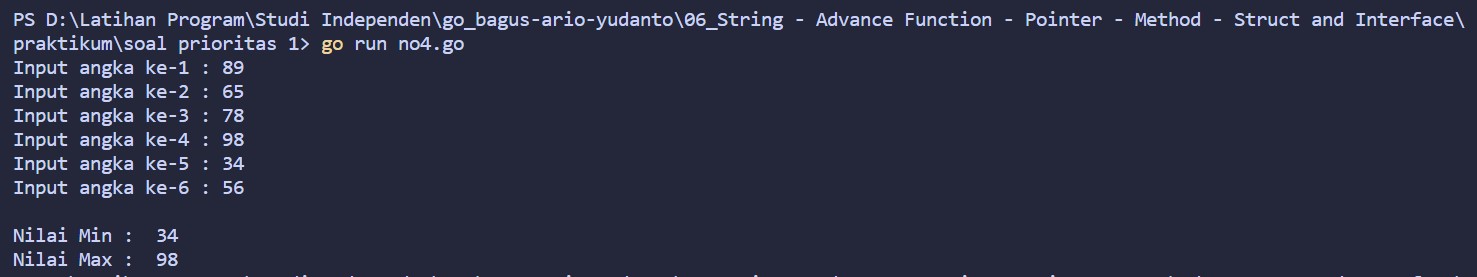 PS D:\Latihan Program\Studi Independen\go_bagus-ario-yudanto\06_String - Advance Function - Pointer - Method - Struct and Interface\
praktikum\soal prioritas 1> go run no4.go
Input angka ke-1 : 89
Input angka ke-2 : 65
Input angka ke-3 : 78
Input angka ke-4 : 98
Input angka ke-5 : 34
Input angka ke-6 : 56
Nilai Min :  34
Nilai Max :  98